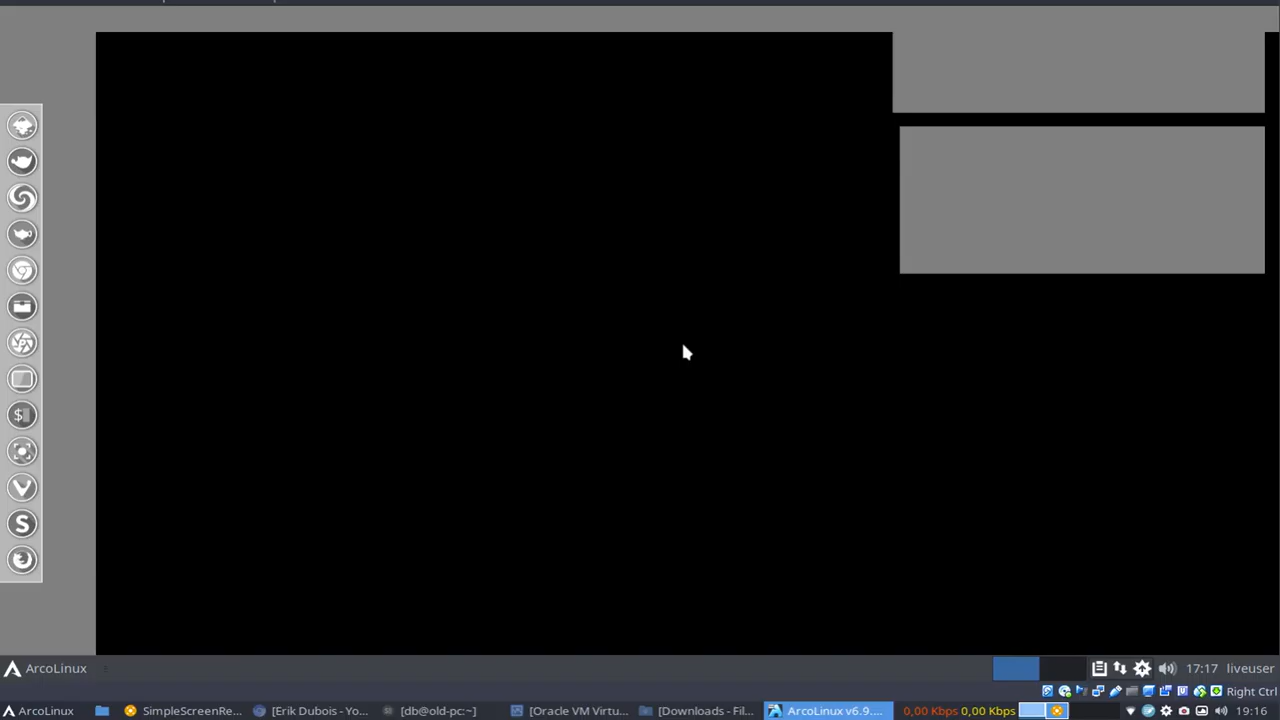 $
S
ArcoLinux
17:17 liveuser
Right Ctrl
ArcoLinux
SimpleScreenRe...
[Erik Dubois - Yo...
[db@old-pc:~]
[Oracle VM Virtu...
[Downloads - Fil...
ArcoLinux v6.9....
0,00 Kbps 0,00 Kbps
19:16